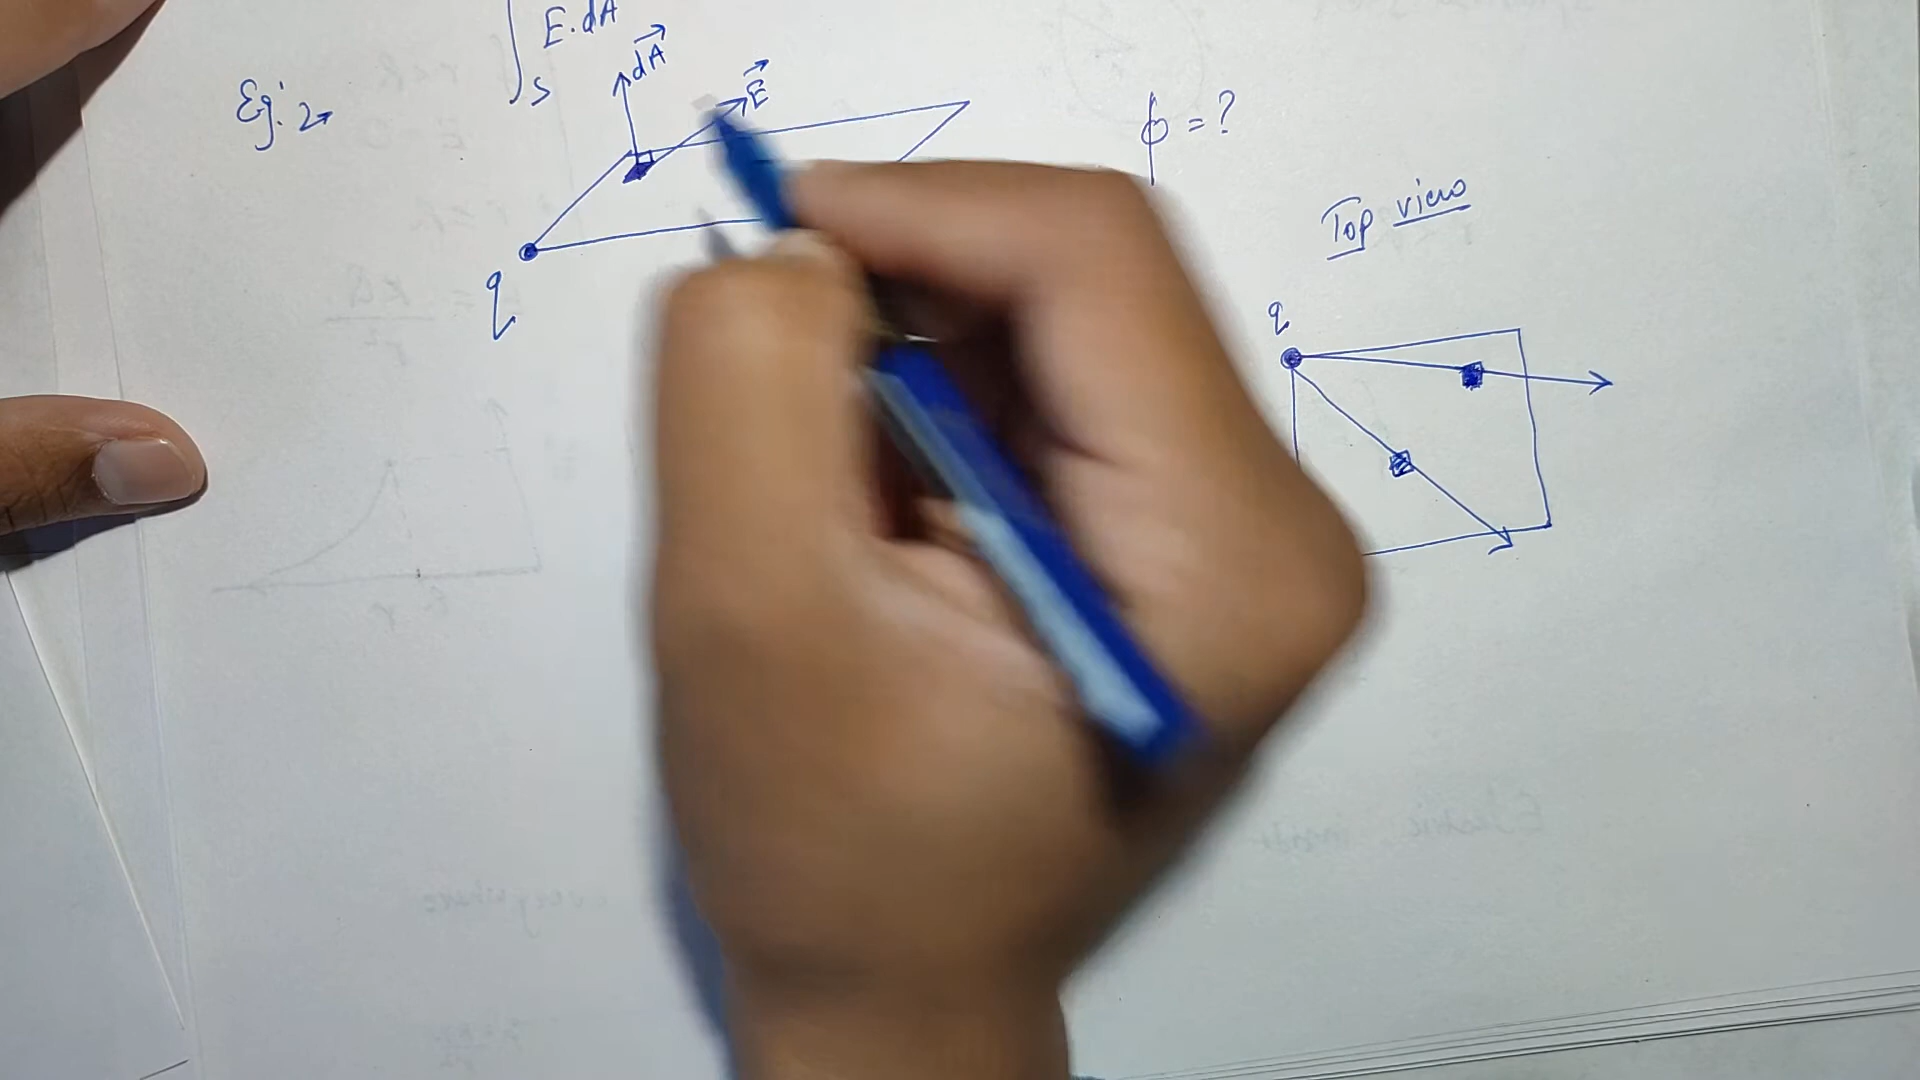 ∫ₛ E.dA
Eg: 2→
dA⃗
E⃗
ϕ = ?
q
Top view
q